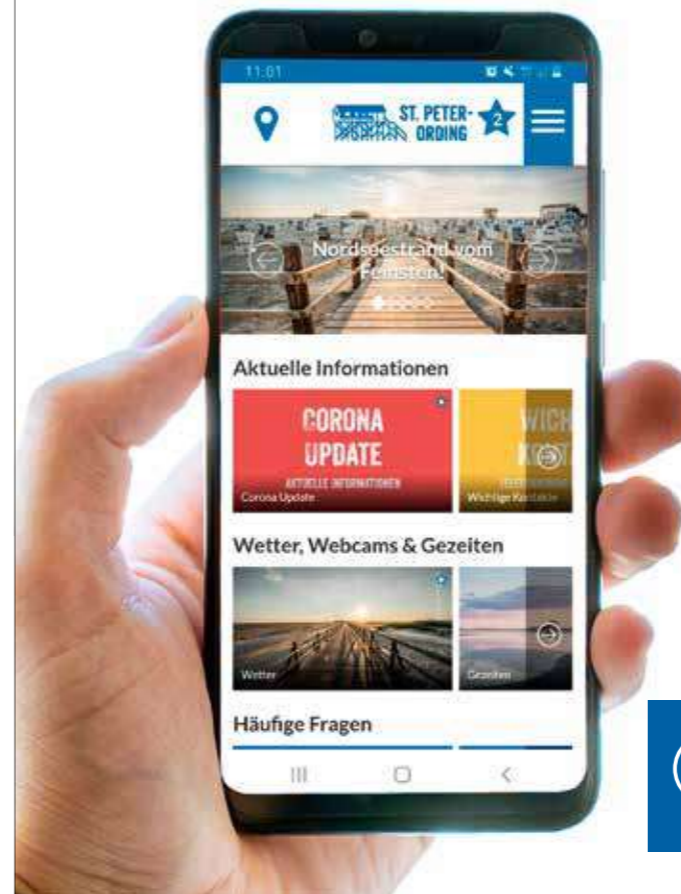 11:01
ST. PETER-
ORDING
2
Nordseestrand vom
Feinsten!
Aktuelle Informationen
CORONA
UPDATE
AKTUELLE INFORMATIONEN
Corona Update
WICH
Wichtige Kontakte
Wetter, Webcams & Gezeiten
Wetter
Gezeiten
Häufige Fragen